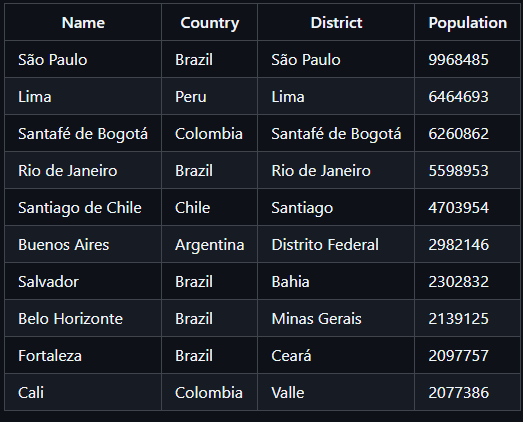 Name Country District Population
São Paulo Brazil São Paulo 9968485
Lima Peru Lima 6464693
Santafé de Bogotá Colombia Santafé de Bogotá 6260862
Rio de Janeiro Brazil Rio de Janeiro 5598953
Santiago de Chile Chile Santiago 4703954
Buenos Aires Argentina Distrito Federal 2982146
Salvador Brazil Bahia 2302832
Belo Horizonte Brazil Minas Gerais 2139125
Fortaleza Brazil Ceará 2097757
Cali Colombia Valle 2077386